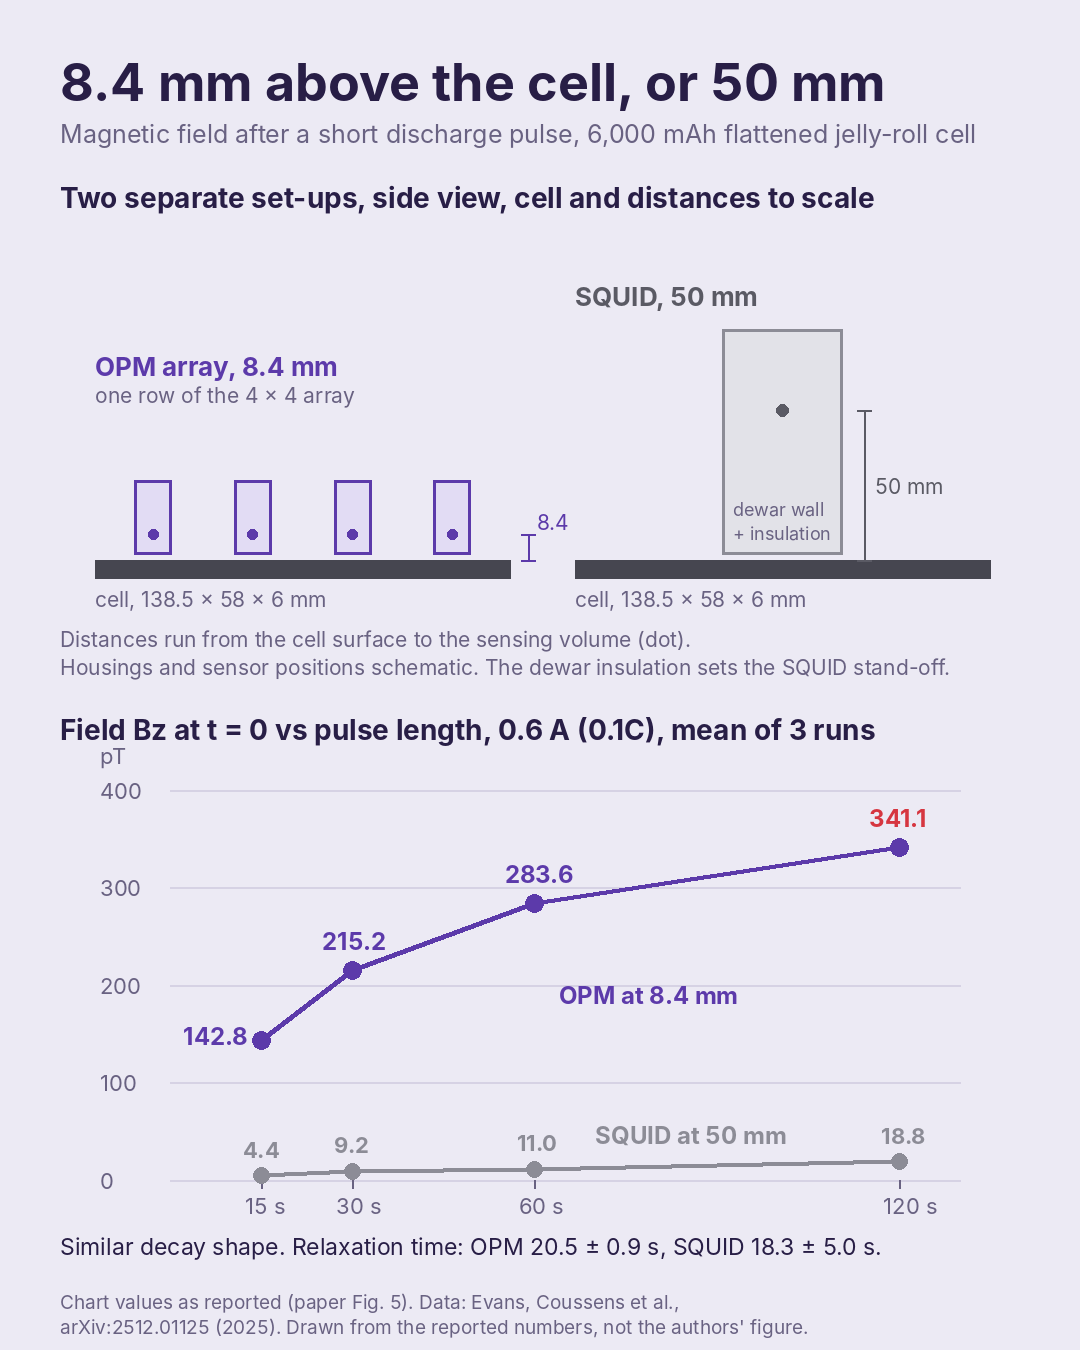 8.4 mm above the cell, or 50 mm
Magnetic field after a short discharge pulse, 6,000 mAh flattened jelly-roll cell
Two separate set-ups, side view, cell and distances to scale
SQUID, 50 mm
OPM array, 8.4 mm
one row of the 4 × 4 array
50 mm
dewar wall
+ insulation
8.4
cell, 138.5 × 58 × 6 mm
cell, 138.5 × 58 × 6 mm
Distances run from the cell surface to the sensing volume (dot).
Housings and sensor positions schematic. The dewar insulation sets the SQUID stand-off.
Field Bz at t = 0 vs pulse length, 0.6 A (0.1C), mean of 3 runs
pT
400
341.1
300
283.6
215.2
200
OPM at 8.4 mm
142.8
100
SQUID at 50 mm
4.4
9.2
11.0
18.8
0
15 s
30 s
60 s
120 s
Similar decay shape. Relaxation time: OPM 20.5 ± 0.9 s, SQUID 18.3 ± 5.0 s.
Chart values as reported (paper Fig. 5). Data: Evans, Coussens et al.,
arXiv:2512.01125 (2025). Drawn from the reported numbers, not the authors' figure.